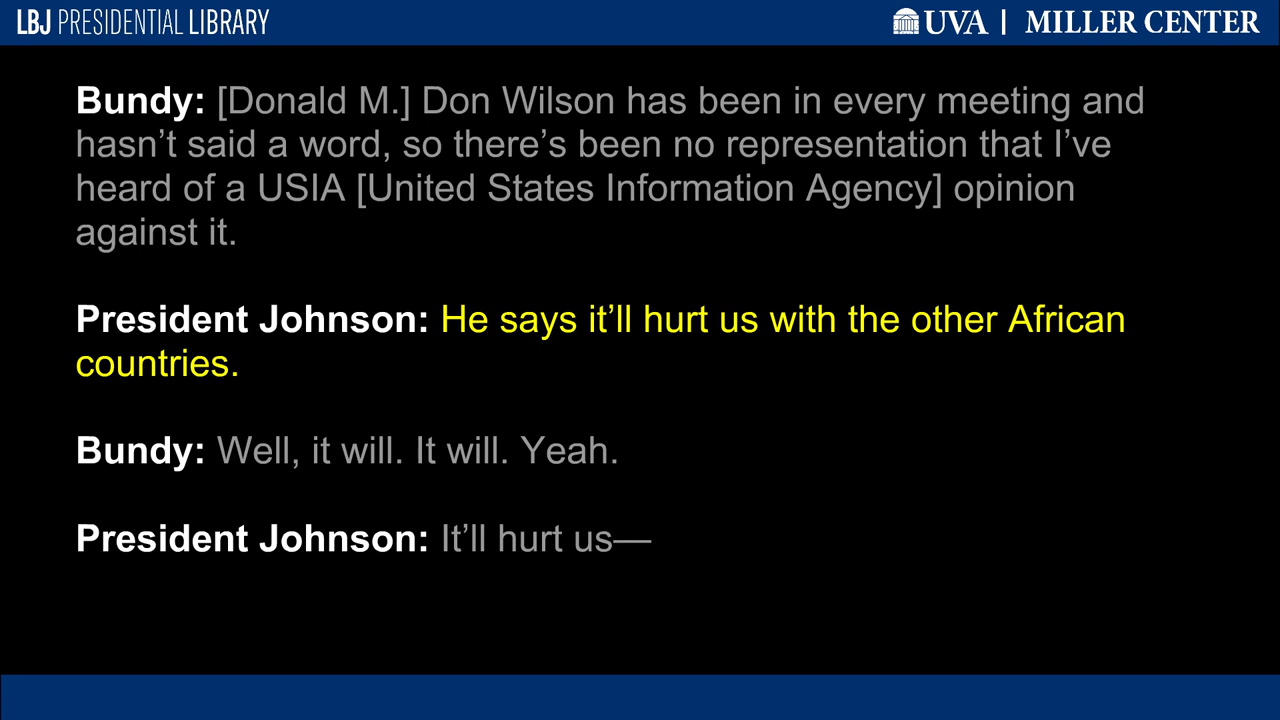 LBJ PRESIDENTIAL LIBRARY
UVA | MILLER CENTER
Bundy: [Donald M.] Don Wilson has been in every meeting and
hasn’t said a word, so there’s been no representation that I’ve
heard of a USIA [United States Information Agency] opinion
against it.
President Johnson: He says it’ll hurt us with the other African
countries.
Bundy: Well, it will. It will. Yeah.
President Johnson: It’ll hurt us—